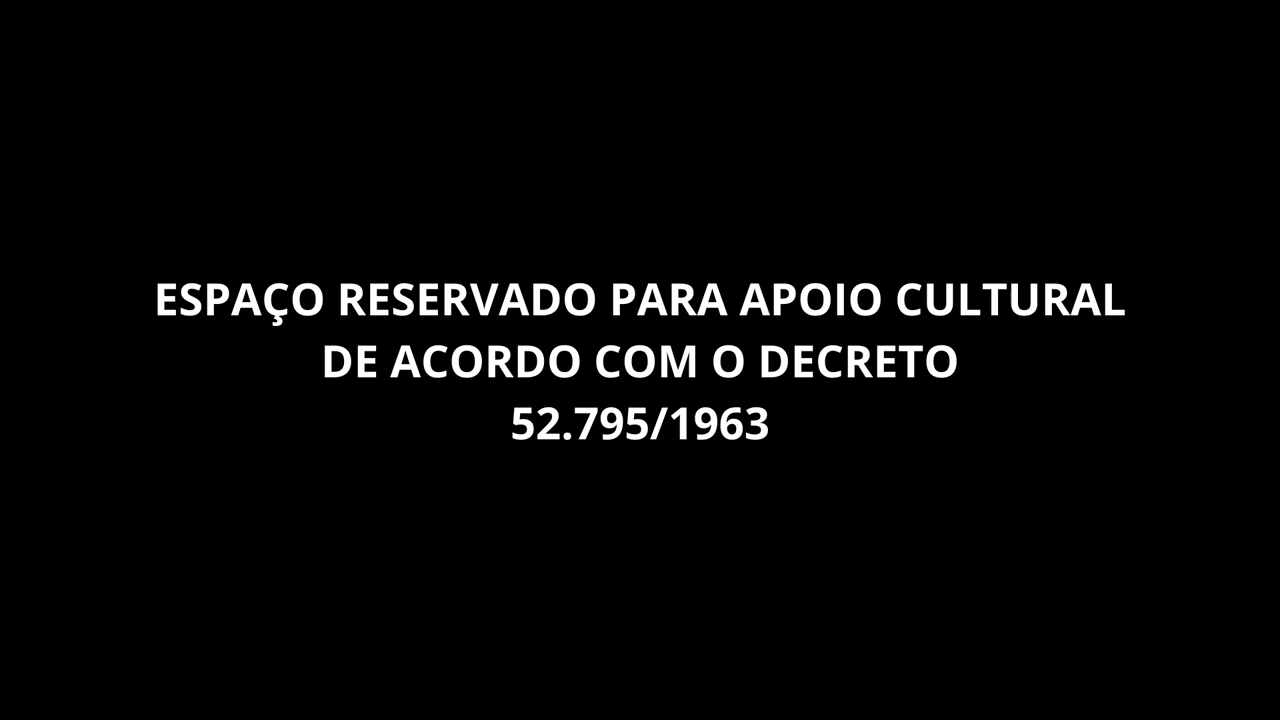 ESPAÇO RESERVADO PARA APOIO CULTURAL
DE ACORDO COM O DECRETO
52.795/1963